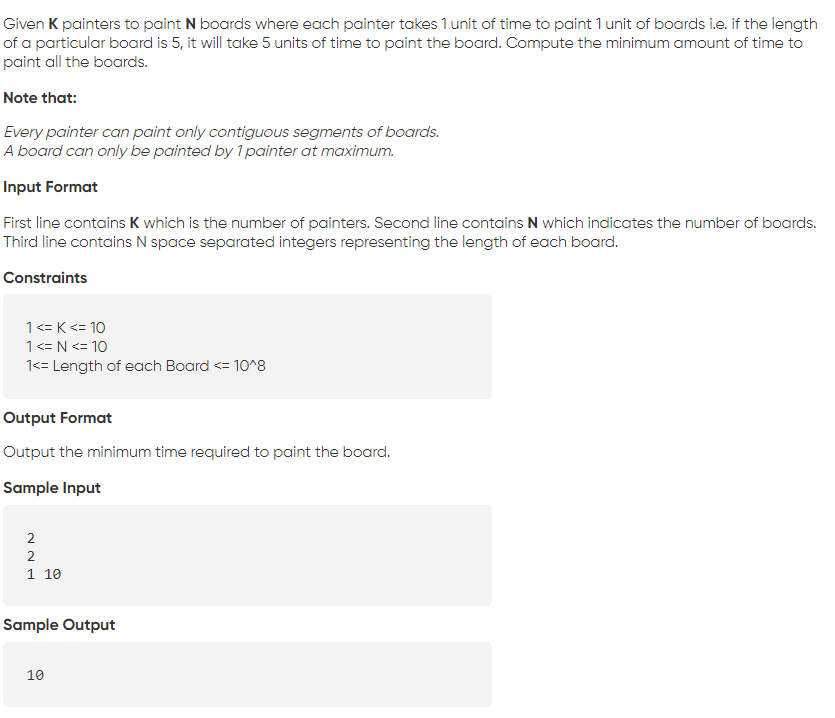 Given K painters to paint N boards where each painter takes 1 unit of time to paint 1 unit of boards i.e. if the length
of a particular board is 5, it will take 5 units of time to paint the board. Compute the minimum amount of time to
paint all the boards.
Note that:
Every painter can paint only contiguous segments of boards.
A board can only be painted by 1 painter at maximum.
Input Format
First line contains K which is the number of painters. Second line contains N which indicates the number of boards.
Third line contains N space separated integers representing the length of each board.
Constraints
1 <= K <= 10
1 <= N <= 10
1<= Length of each Board <= 10^8
Output Format
Output the minimum time required to paint the board.
Sample Input
2
2
1 10
Sample Output
10